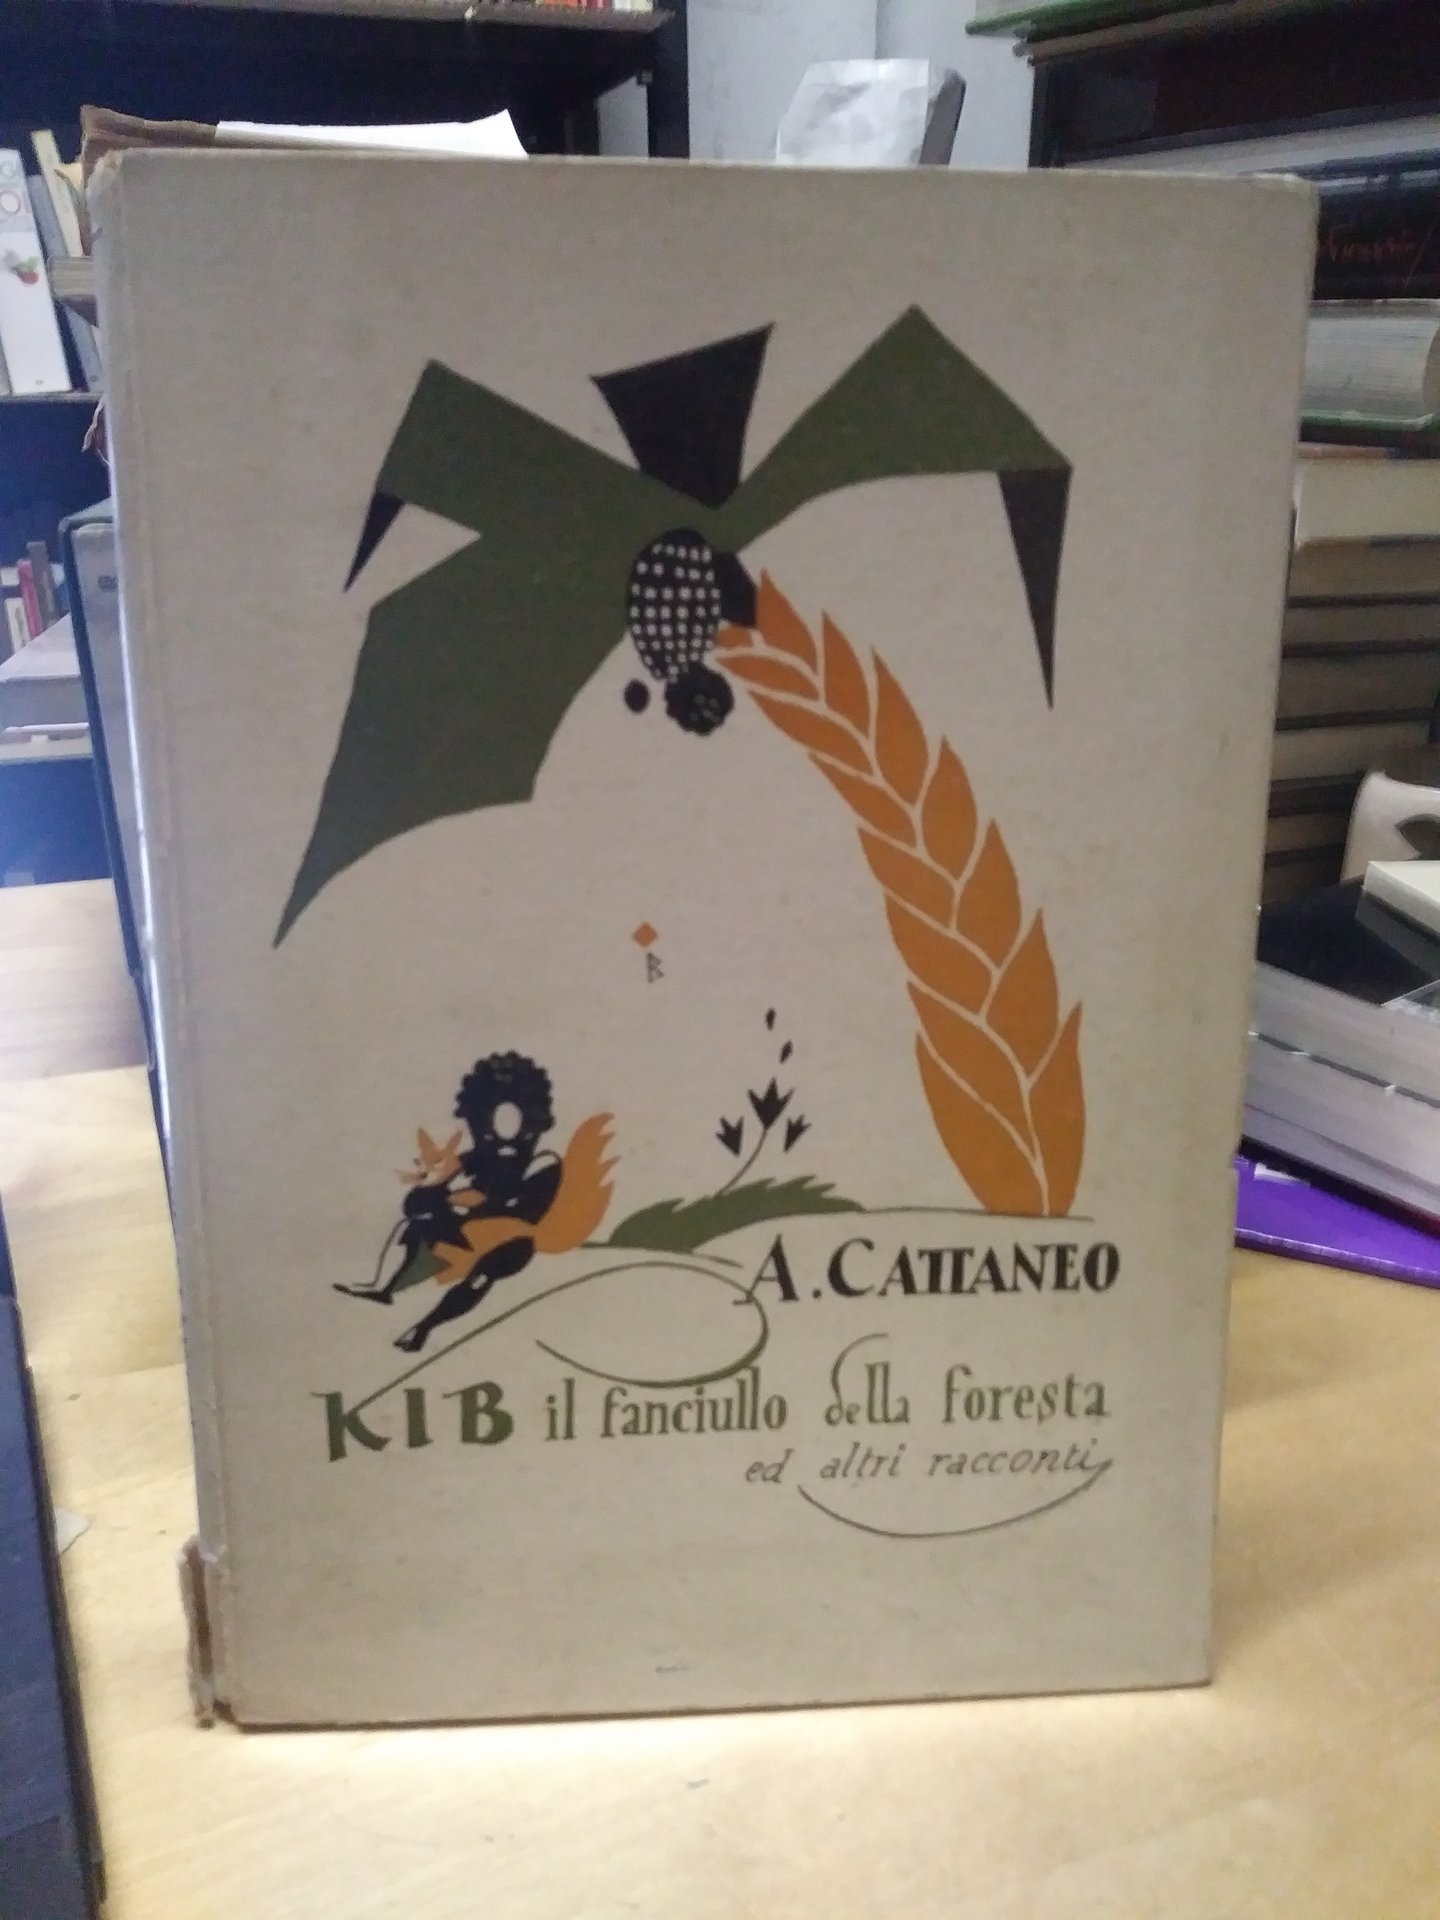 A. CATTANEO
KIB il fanciullo della foresta
ed altri racconti